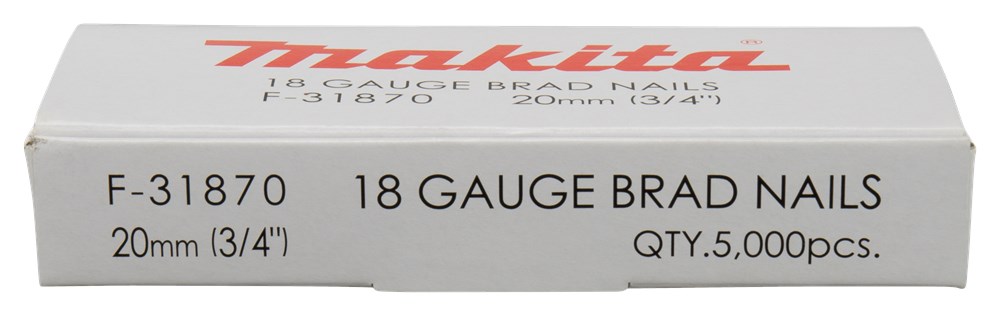 Makita®
18 GAUGE BRAD NAILS
F-31870 20mm (3/4")
F-31870 18 GAUGE BRAD NAILS
20mm (3/4") QTY.5,000pcs.